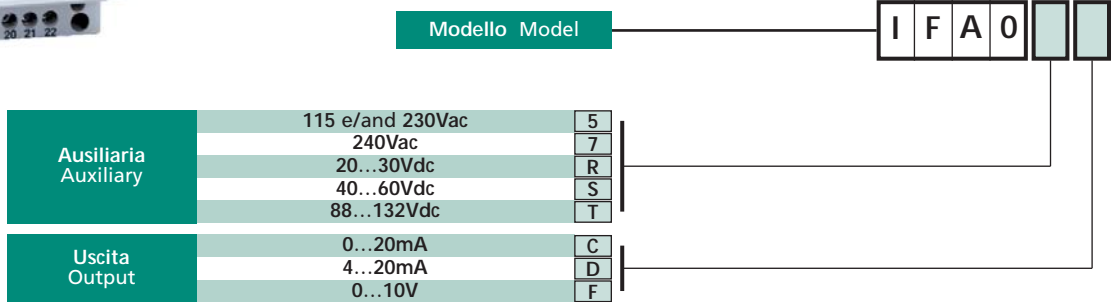 20 21 22
Modello Model
I F A 0
Ausiliaria
Auxiliary
115 e/and 230Vac 5
240Vac 7
20...30Vdc R
40...60Vdc S
88...132Vdc T
Uscita
Output
0...20mA C
4...20mA D
0...10V F